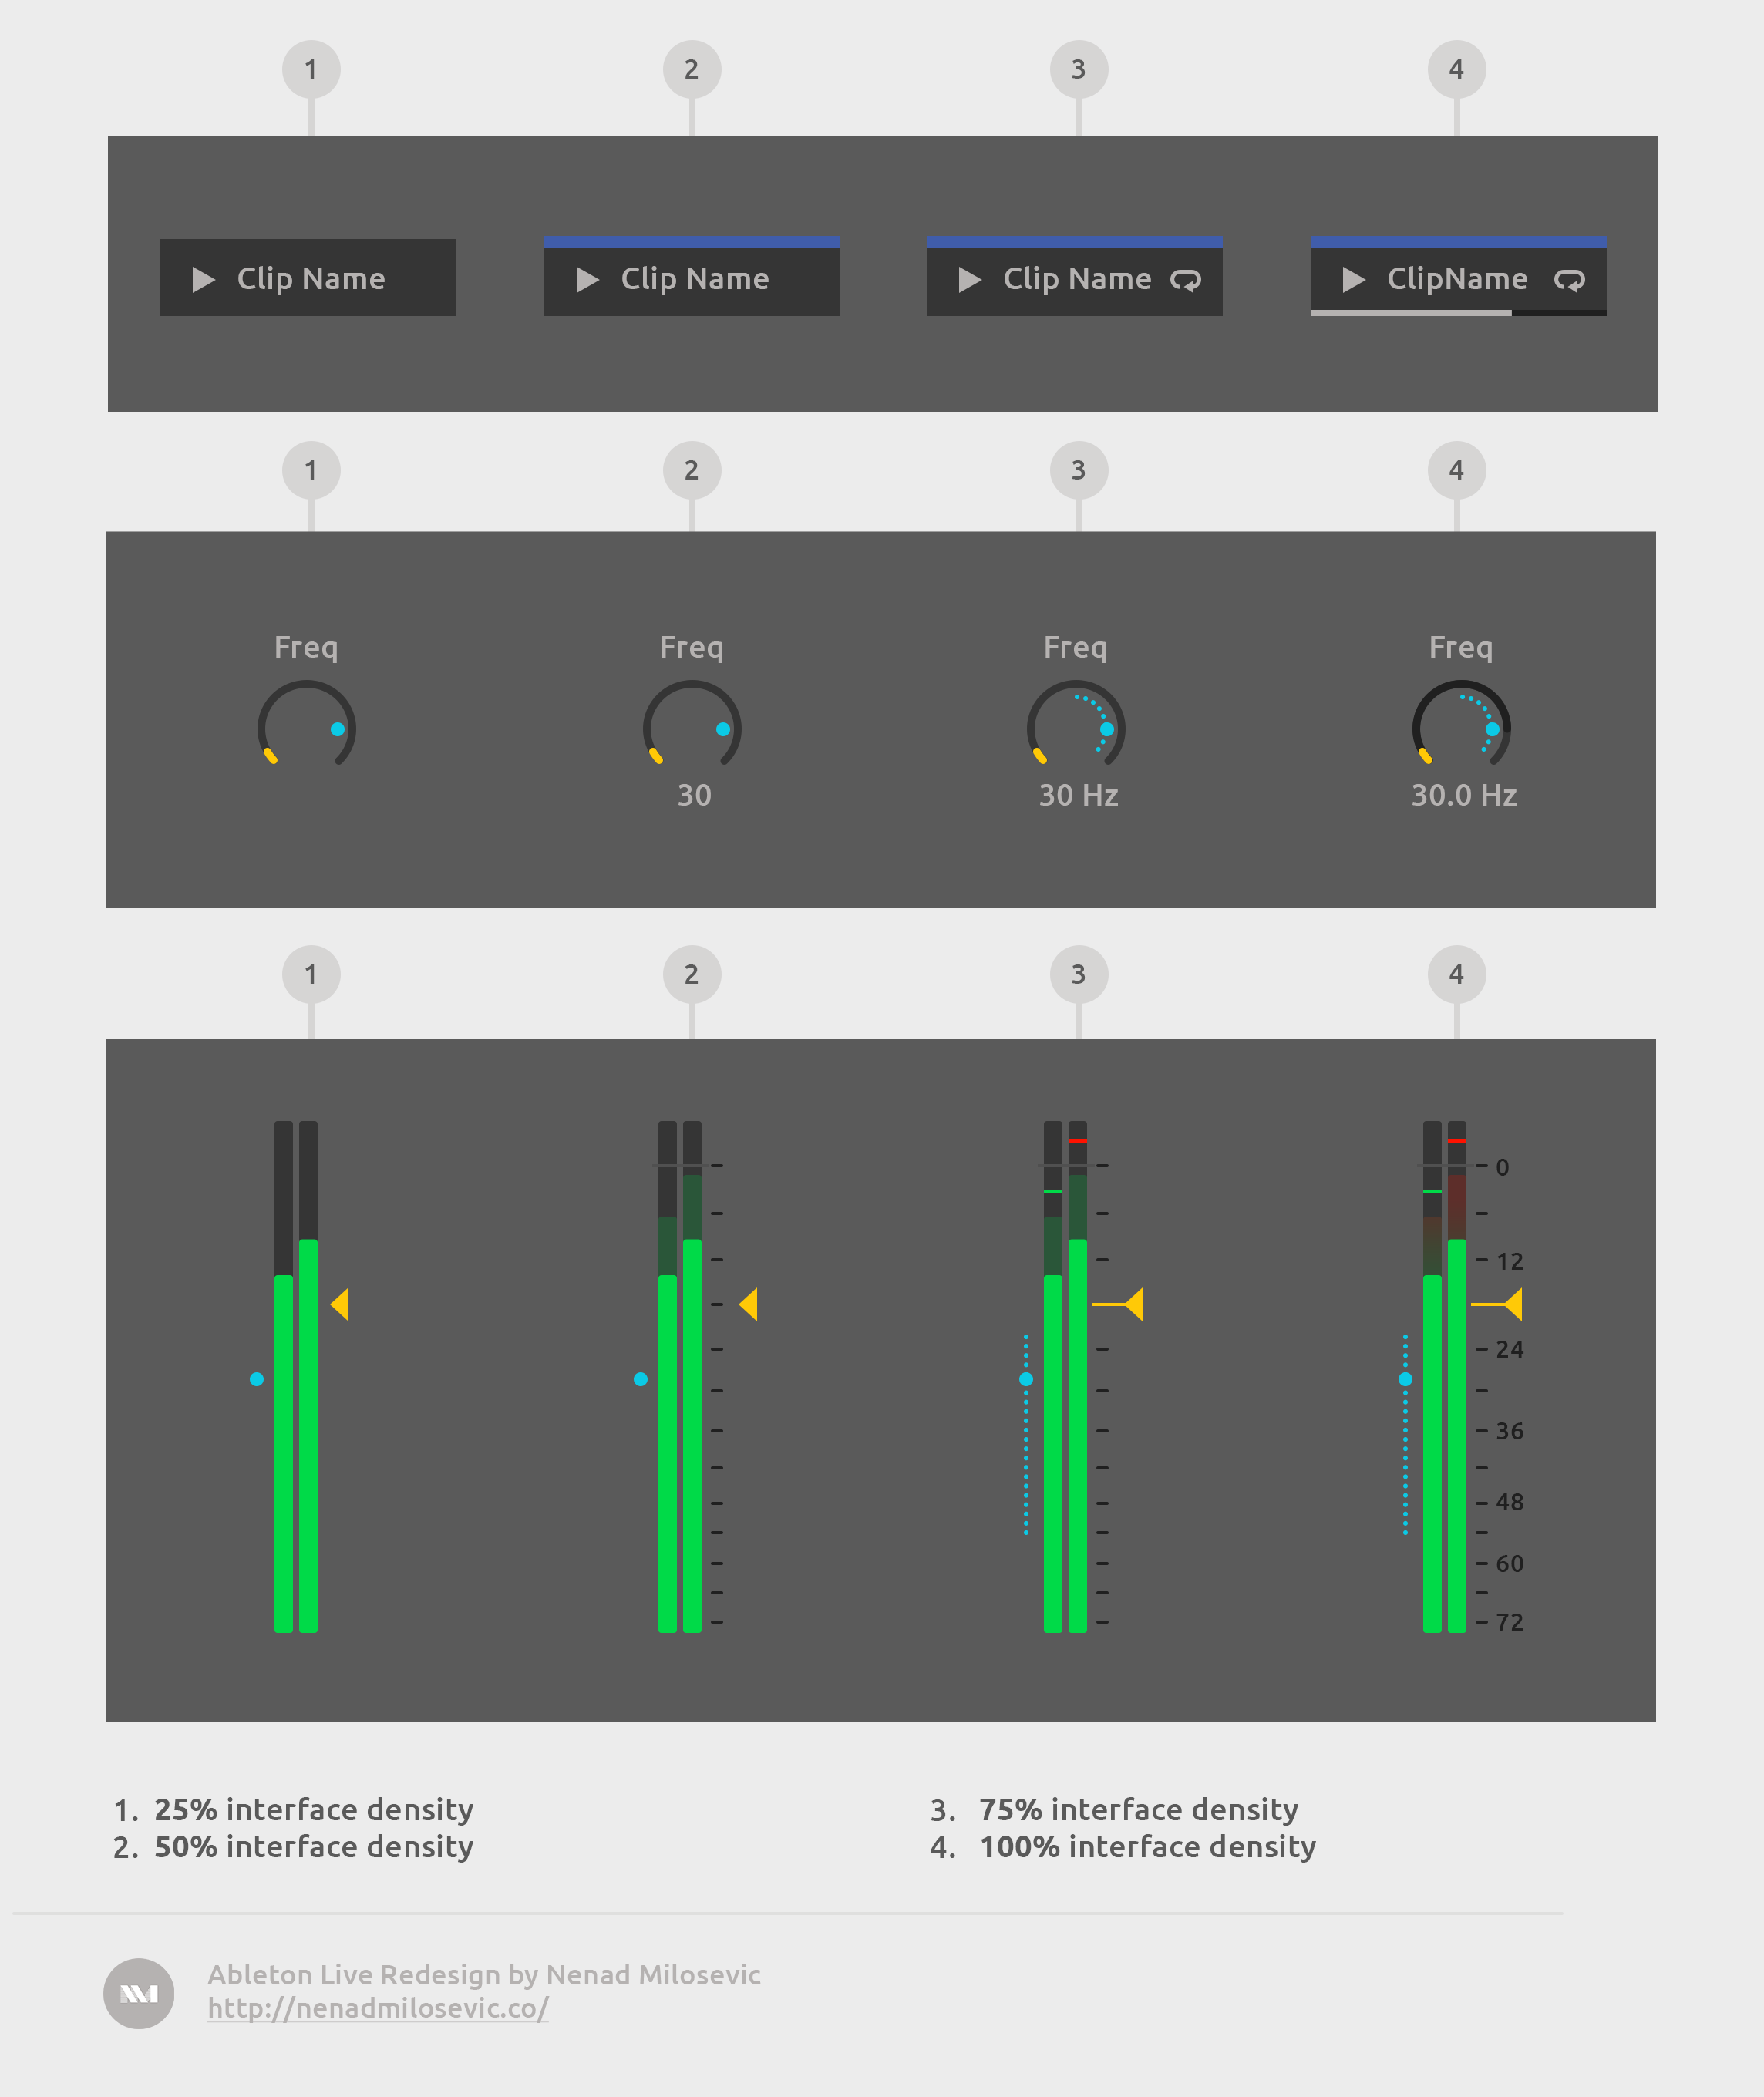 1 2 3 4
Clip Name Clip Name Clip Name ClipName
1 2 3 4
Freq Freq Freq Freq
30 30 Hz 30.0 Hz
1 2 3 4
0
12
24
36
48
60
72
1. 25% interface density
2. 50% interface density
3. 75% interface density
4. 100% interface density
Ableton Live Redesign by Nenad Milosevic
http://nenadmilosevic.co/